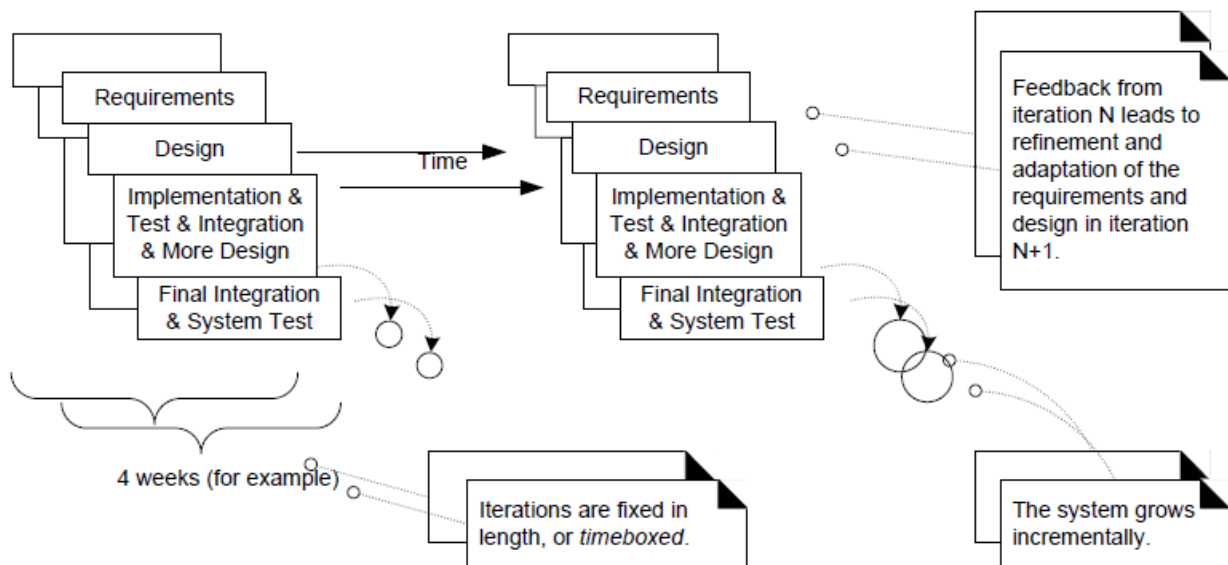 Requirements
Design
Implementation &
Test & Integration
& More Design
Final Integration
& System Test
Time
Requirements
Design
Implementation &
Test & Integration
& More Design
Final Integration
& System Test
Feedback from
iteration N leads to
refinement and
adaptation of the
requirements and
design in iteration
N+1.
4 weeks (for example)
Iterations are fixed in
length, or timeboxed.
The system grows
incrementally.